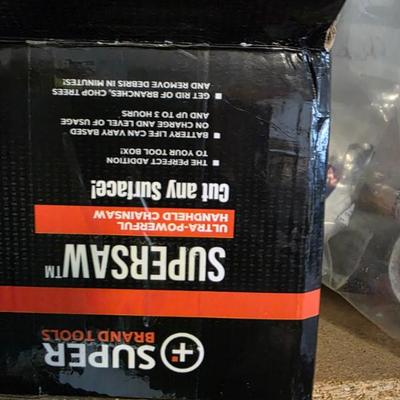 SUPER
BRAND TOOLS
SUPERSAW™
ULTRA-POWERFUL
HANDHELD CHAINSAW
Cut any Surface!
■ THE PERFECT ADDITION
TO YOUR TOOL BOX!
■ BATTERY LIFE CAN VARY BASED
ON CHARGE AND LEVEL OF USAGE
AND UP TO 3 HOURS
■ GET RID OF BRANCHES, CHOP TREES
AND REMOVE DEBRIS IN MINUTES!